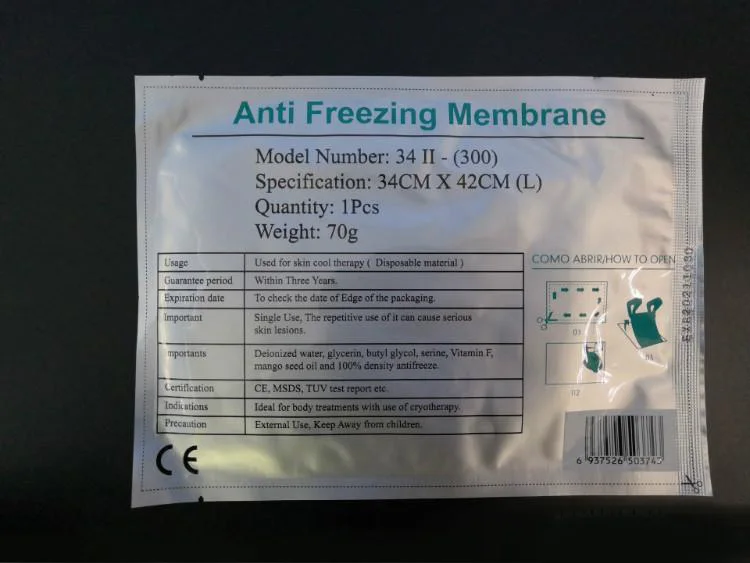 Anti Freezing Membrane
Model Number: 34 II - (300)
Specification: 34CM X 42CM (L)
Quantity: 1Pcs
Weight: 70g
Usage Used for skin cool therapy ( Disposable material )
Guarantee period Within Three Years.
Expiration date To check the date of Edge of the packaging.
Important Single Use, The repetitive use of it can cause serious
skin lesions.
mportants Deionized water, glycerin, butyl glycol, serine, Vitamin F,
mango seed oil and 100% density antifreeze.
Certification CE, MSDS, TUV test report etc.
Indications Ideal for body treatments with use of cryotherapy.
Precaution External Use, Keep Away from children.
CE
COMO ABRIR/HOW TO OPEN
01
02
03
6 937526 503743